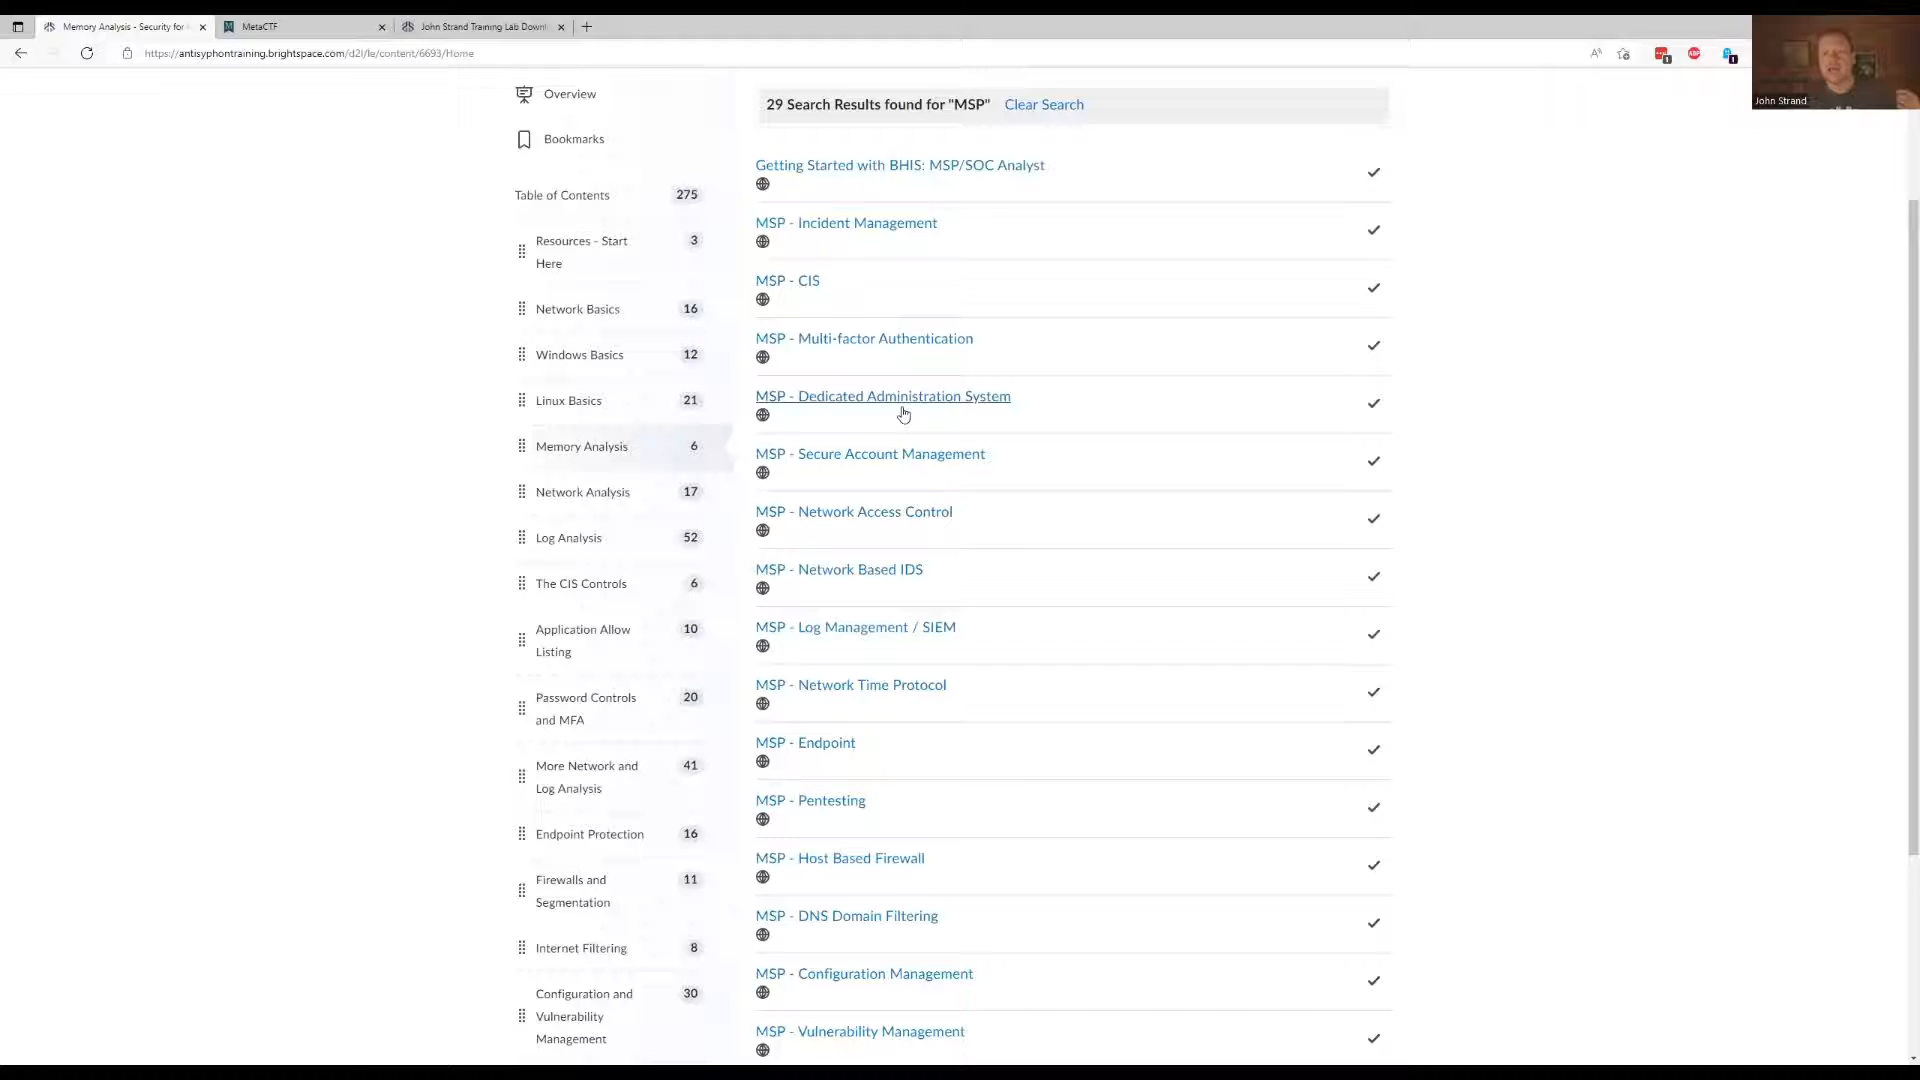 Memory Analysis - Security for
MetaCTF
John Strand Training Lab Downl
https://antisyphontraining.brightspace.com/d2l/le/content/6693/Home
John Strand
Overview
Bookmarks
Table of Contents 275
Resources - Start
Here
3
Network Basics 16
Windows Basics 12
Linux Basics 21
Memory Analysis 6
Network Analysis 17
Log Analysis 52
The CIS Controls 6
Application Allow
Listing
10
Password Controls
and MFA
20
More Network and
Log Analysis
41
Endpoint Protection 16
Firewalls and
Segmentation
11
Internet Filtering 8
Configuration and
Vulnerability
Management
30
29 Search Results found for "MSP" Clear Search
Getting Started with BHIS: MSP/SOC Analyst
MSP - Incident Management
MSP - CIS
MSP - Multi-factor Authentication
MSP - Dedicated Administration System
MSP - Secure Account Management
MSP - Network Access Control
MSP - Network Based IDS
MSP - Log Management / SIEM
MSP - Network Time Protocol
MSP - Endpoint
MSP - Pentesting
MSP - Host Based Firewall
MSP - DNS Domain Filtering
MSP - Configuration Management
MSP - Vulnerability Management